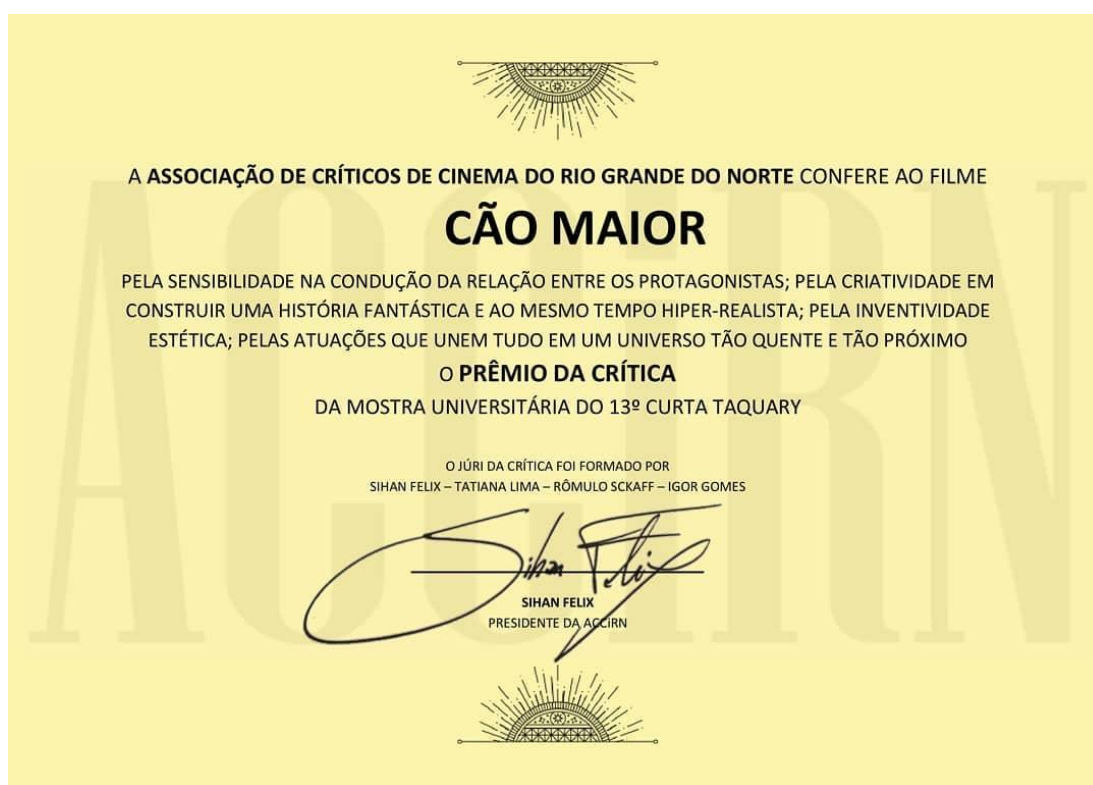 A ASSOCIAÇÃO DE CRÍTICOS DE CINEMA DO RIO GRANDE DO NORTE CONFERE AO FILME
CÃO MAIOR
PELA SENSIBILIDADE NA CONDUÇÃO DA RELAÇÃO ENTRE OS PROTAGONISTAS; PELA CRIATIVIDADE EM
CONSTRUIR UMA HISTÓRIA FANTÁSTICA E AO MESMO TEMPO HIPER-REALISTA; PELA INVENTIVIDADE
ESTÉTICA; PELAS ATUAÇÕES QUE UNEM TUDO EM UM UNIVERSO TÃO QUENTE E TÃO PRÓXIMO
O PRÊMIO DA CRÍTICA
DA MOSTRA UNIVERSITÁRIA DO 13º CURTA TAQUARY
O JÚRI DA CRÍTICA FOI FORMADO POR
SIHAN FELIX – TATIANA LIMA – RÔMULO SCKAFF – IGOR GOMES
Sihan Felix
SIHAN FELIX
PRESIDENTE DA ACCiRN
ACCiRN